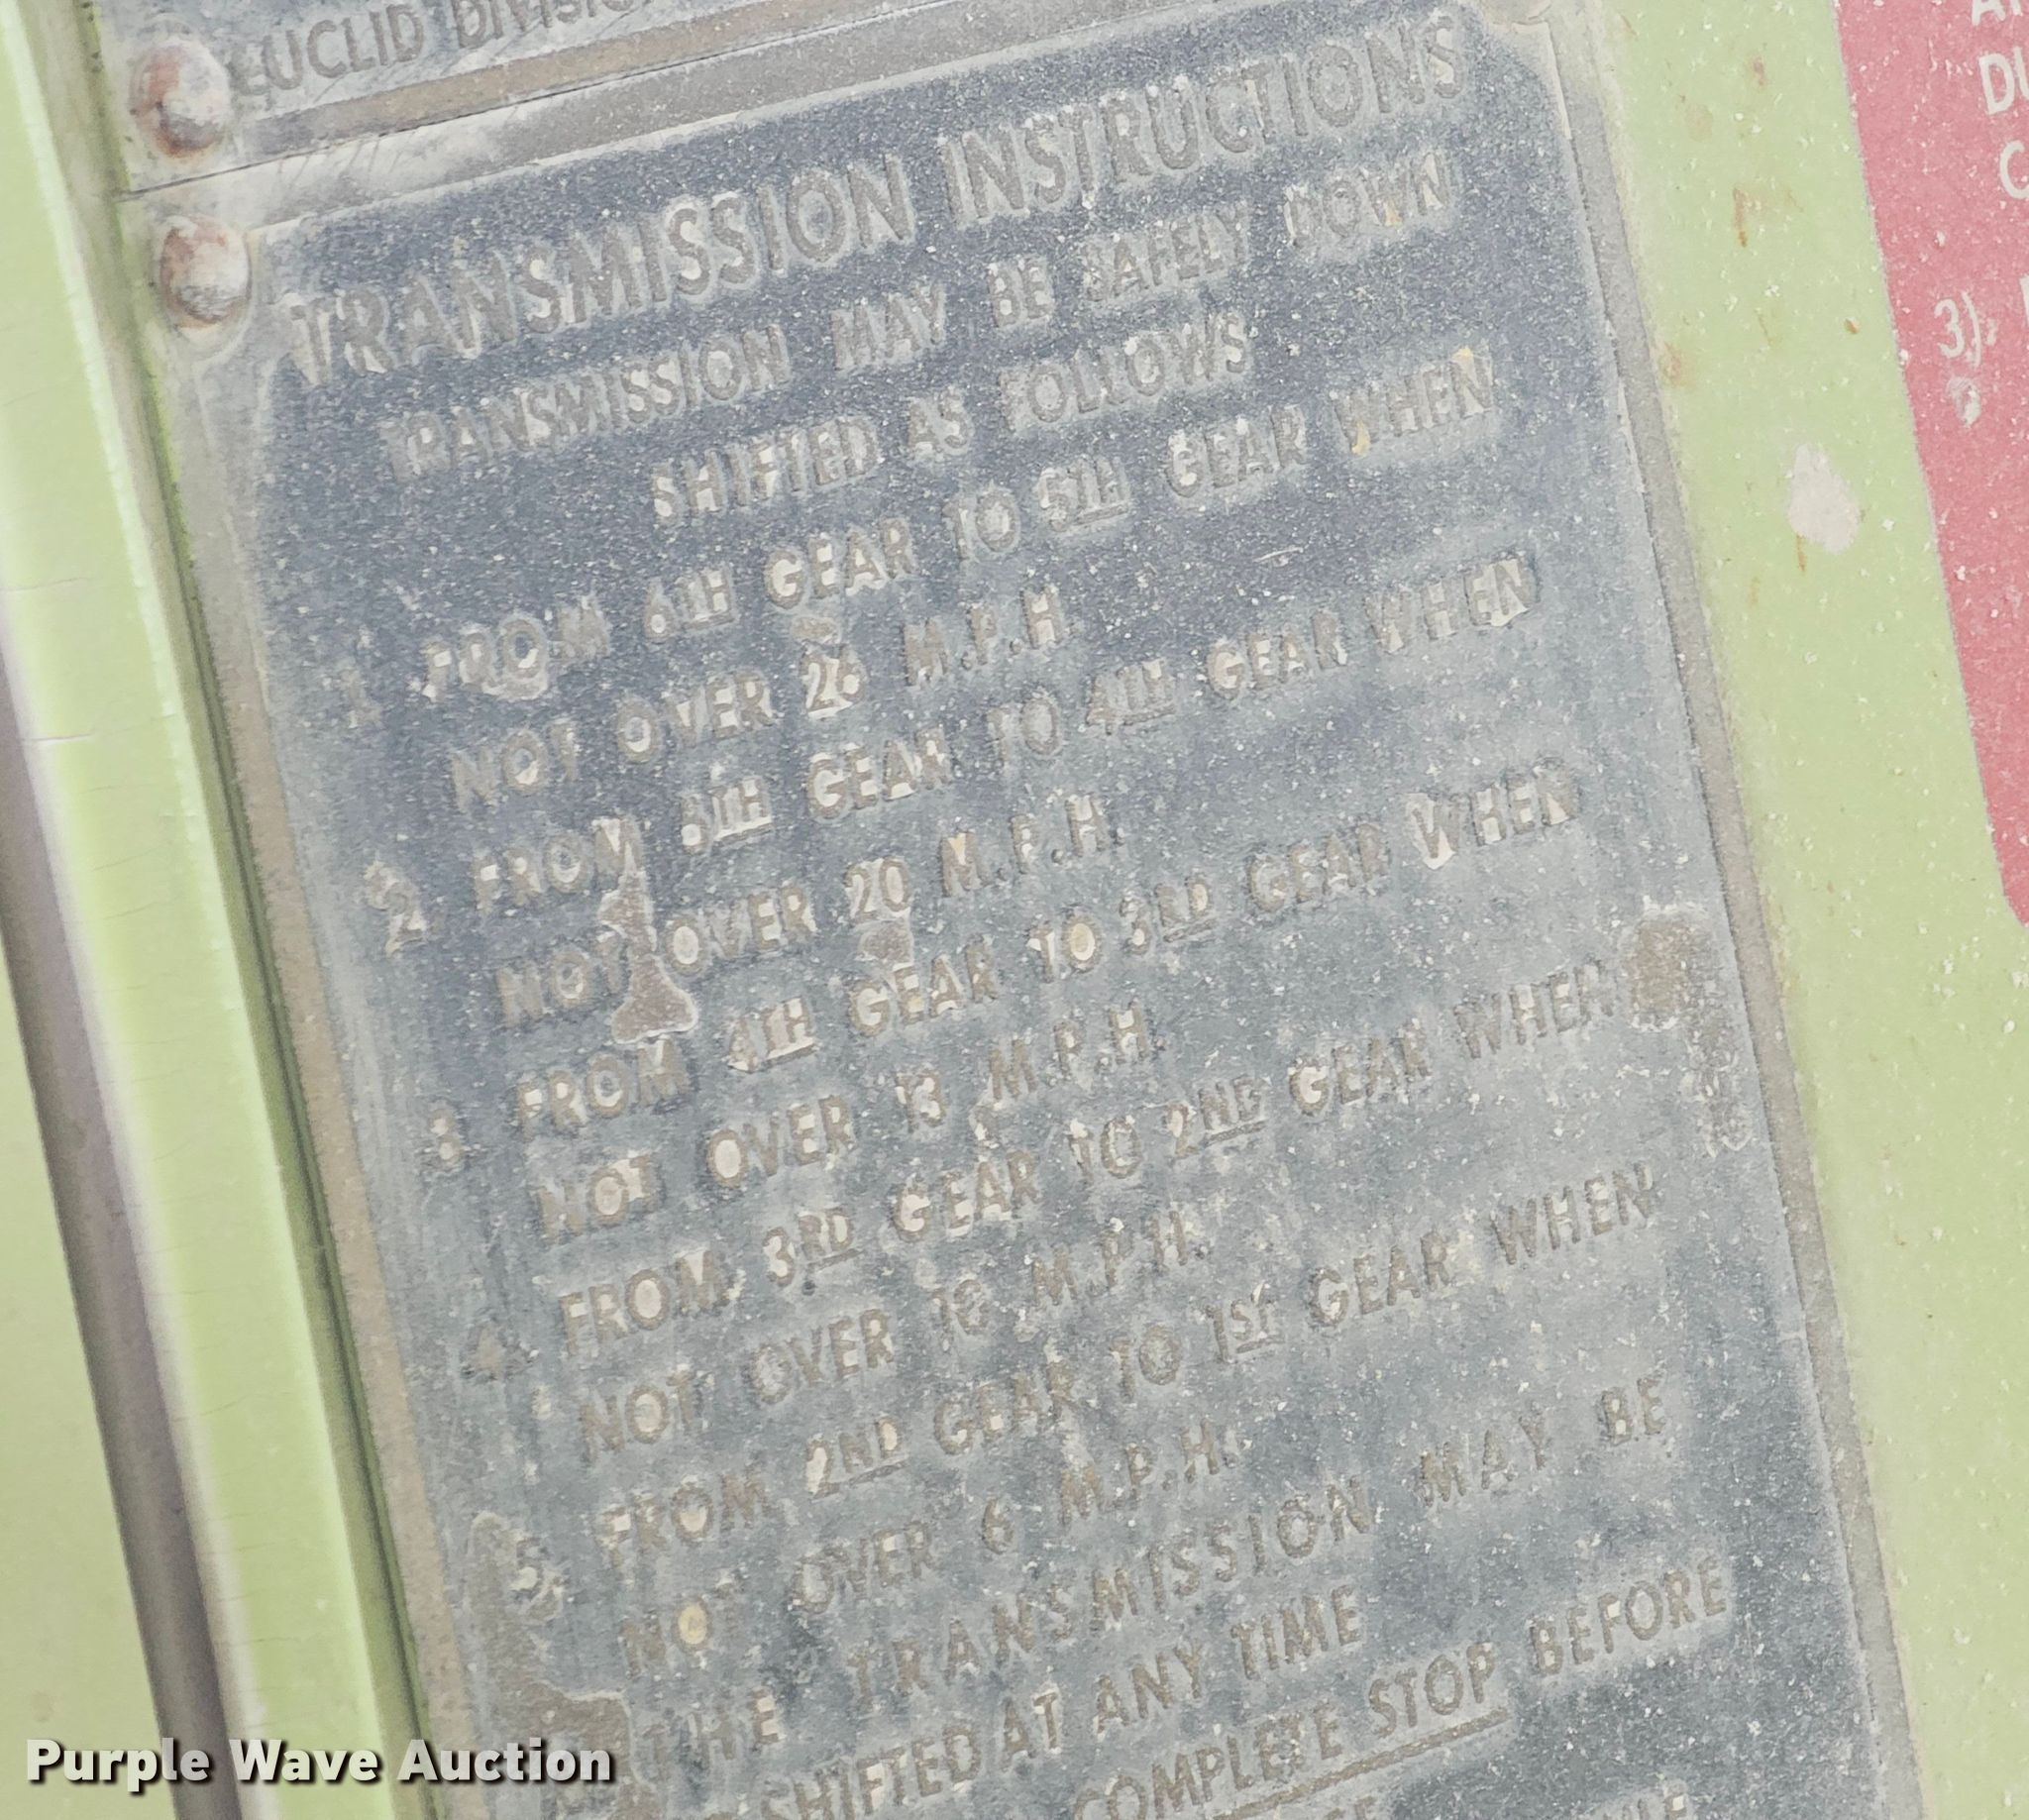 EUCLID DIVISIO
TRANSMISSION INSTRUCTIONS
TRANSMISSION MAY BE SAFELY DOWN
SHIFTED AS FOLLOWS
1 FROM 6TH GEAR TO 5TH GEAR WHEN
NOT OVER 26 M.P.H.
2 FROM 5TH GEAR TO 4TH GEAR WHEN
NOT OVER 20 M.P.H.
3 FROM 4TH GEAR TO 3RD GEAR WHEN
NOT OVER 13 M.P.H.
4 FROM 3RD GEAR TO 2ND GEAR WHEN
NOT OVER 10 M.P.H.
5 FROM 2ND GEAR TO 1ST GEAR WHEN
NOT OVER 6 M.P.H.
THE TRANSMISSION MAY BE
SHIFTED AT ANY TIME
COMPLETE STOP BEFORE
DU
C
3)
Purple Wave Auction